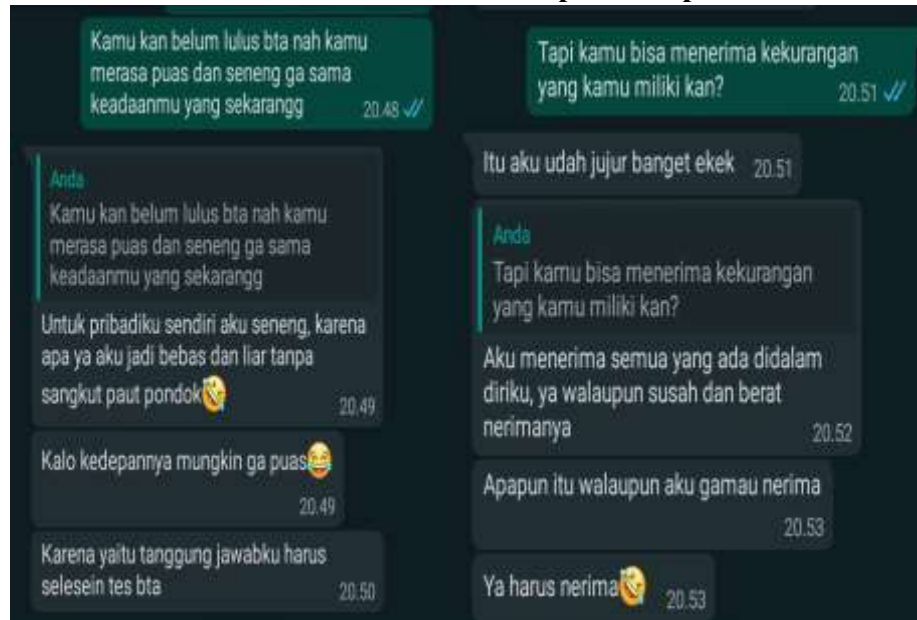 Kamu kan belum lulus bta nah kamu
merasa puas dan seneng ga sama
keadaanmu yang sekarangg
20.48
Anda
Kamu kan belum lulus bta nah kamu
merasa puas dan seneng ga sama
keadaanmu yang sekarangg
Untuk pribadiku sendiri aku seneng, karena
apa ya aku jadi bebas dan liar tanpa
sangkut paut pondok🤣
20.49
Kalo kedepannya mungkin ga puas😂
20.49
Karena yaitu tanggung jawabku harus
selesein tes bta
20.50
Tapi kamu bisa menerima kekurangan
yang kamu miliki kan?
20.51
Itu aku udah jujur banget ekek
20.51
Anda
Tapi kamu bisa menerima kekurangan
yang kamu miliki kan?
Aku menerima semua yang ada didalam
diriku, ya walaupun susah dan berat
nerimanya
20.52
Apapun itu walaupun aku gamau nerima
20.53
Ya harus nerima🤣
20.53